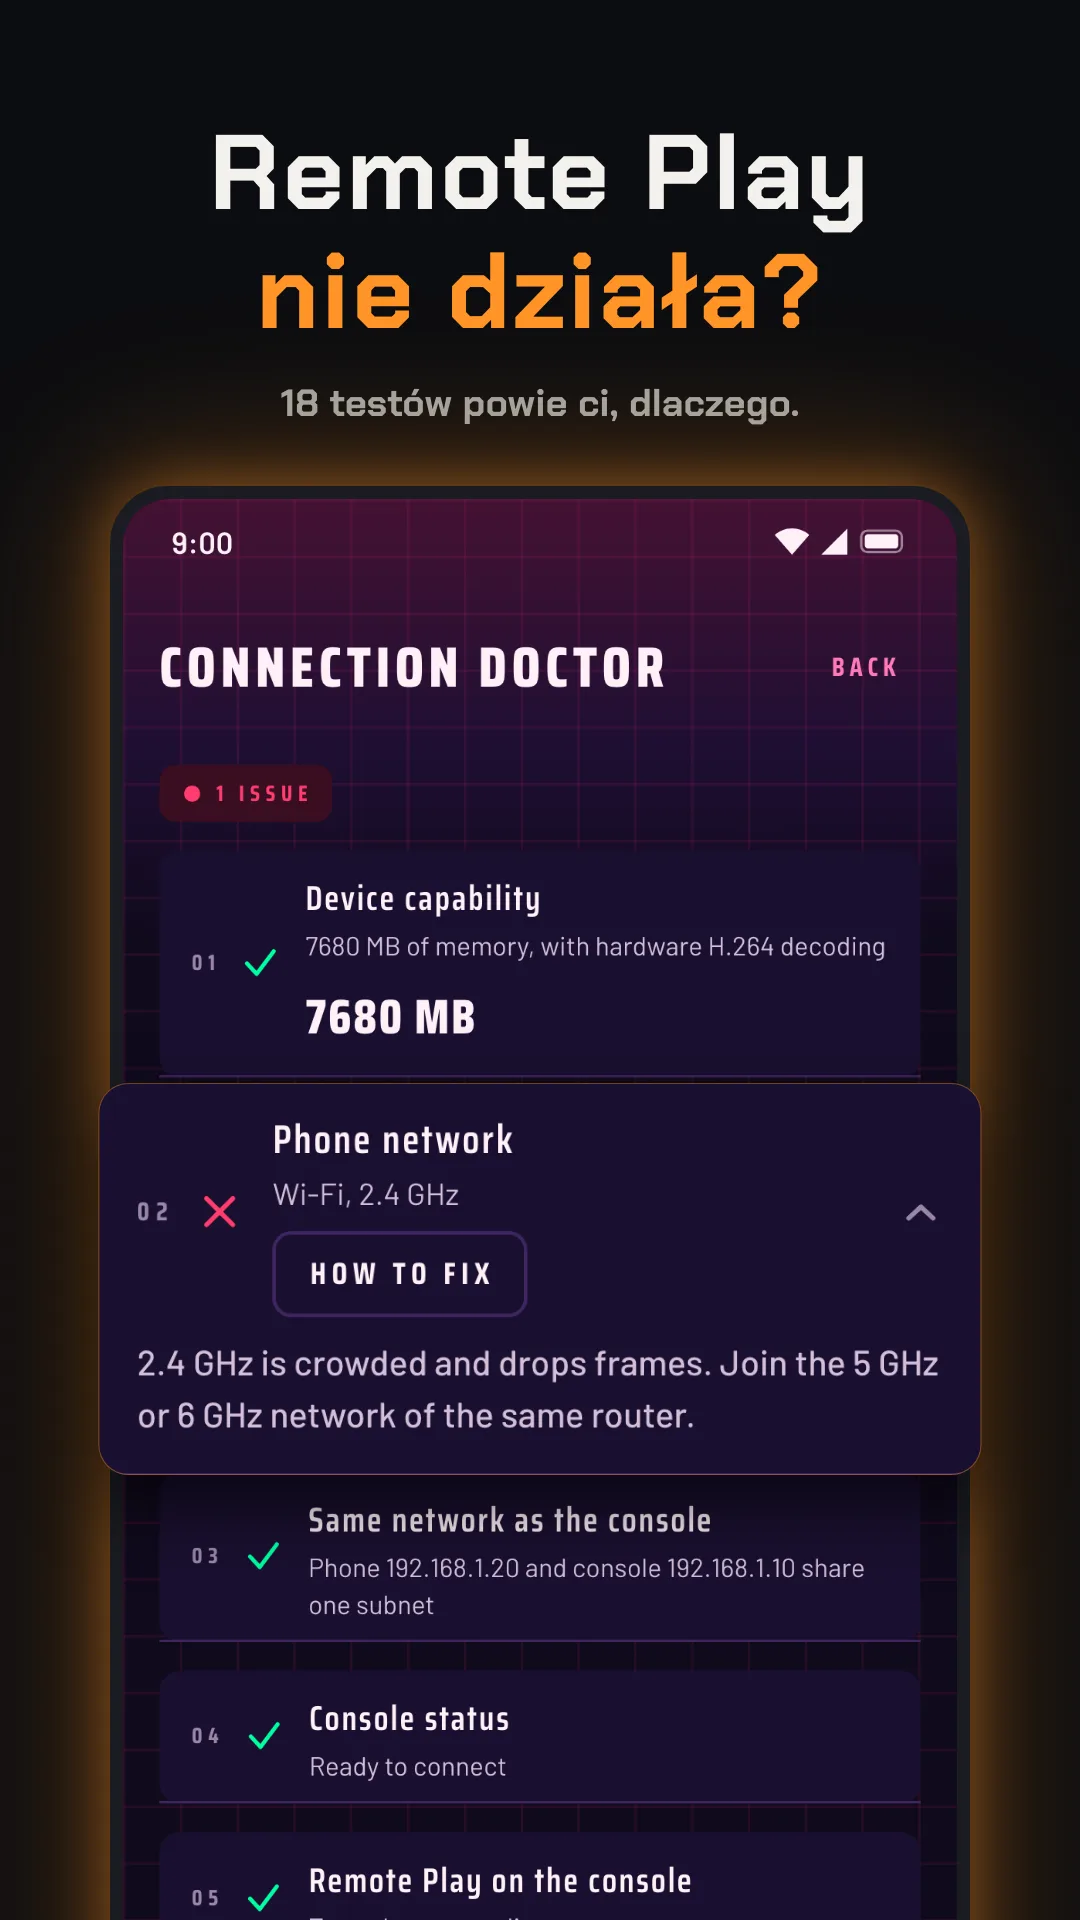 Remote Play
nie działa?
18 testów powie ci, dlaczego.
9:00
CONNECTION DOCTOR
BACK
1 ISSUE
01
Device capability
7680 MB of memory, with hardware H.264 decoding
7680 MB
02
Phone network
Wi-Fi, 2.4 GHz
HOW TO FIX
2.4 GHz is crowded and drops frames. Join the 5 GHz
or 6 GHz network of the same router.
03
Same network as the console
Phone 192.168.1.20 and console 192.168.1.10 share
one subnet
04
Console status
Ready to connect
05
Remote Play on the console